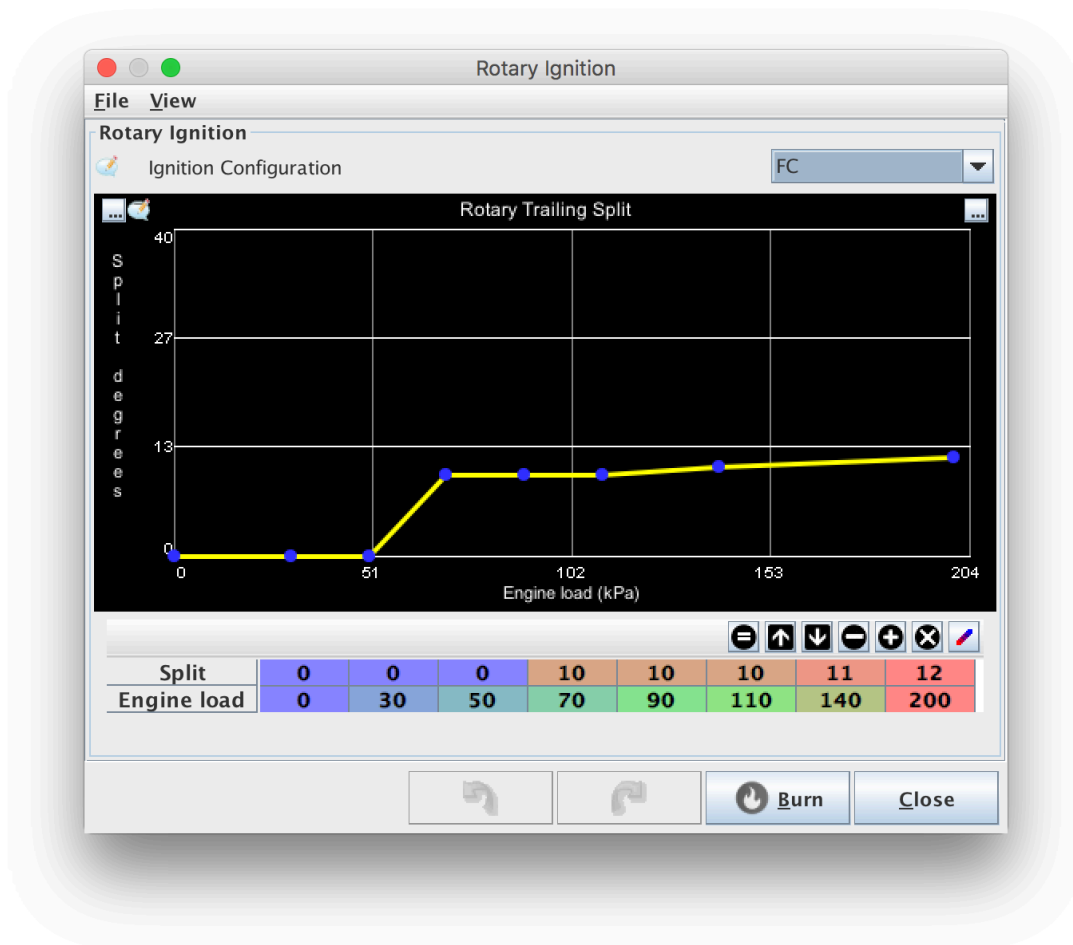 Rotary Ignition
File View
Rotary Ignition
Ignition Configuration FC
... Rotary Trailing Split ...
Split degrees
40
27
13
0
0 51 102 153 204
Engine load (kPa)
Split 0 0 0 10 10 10 11 12
Engine load 0 30 50 70 90 110 140 200
Burn Close